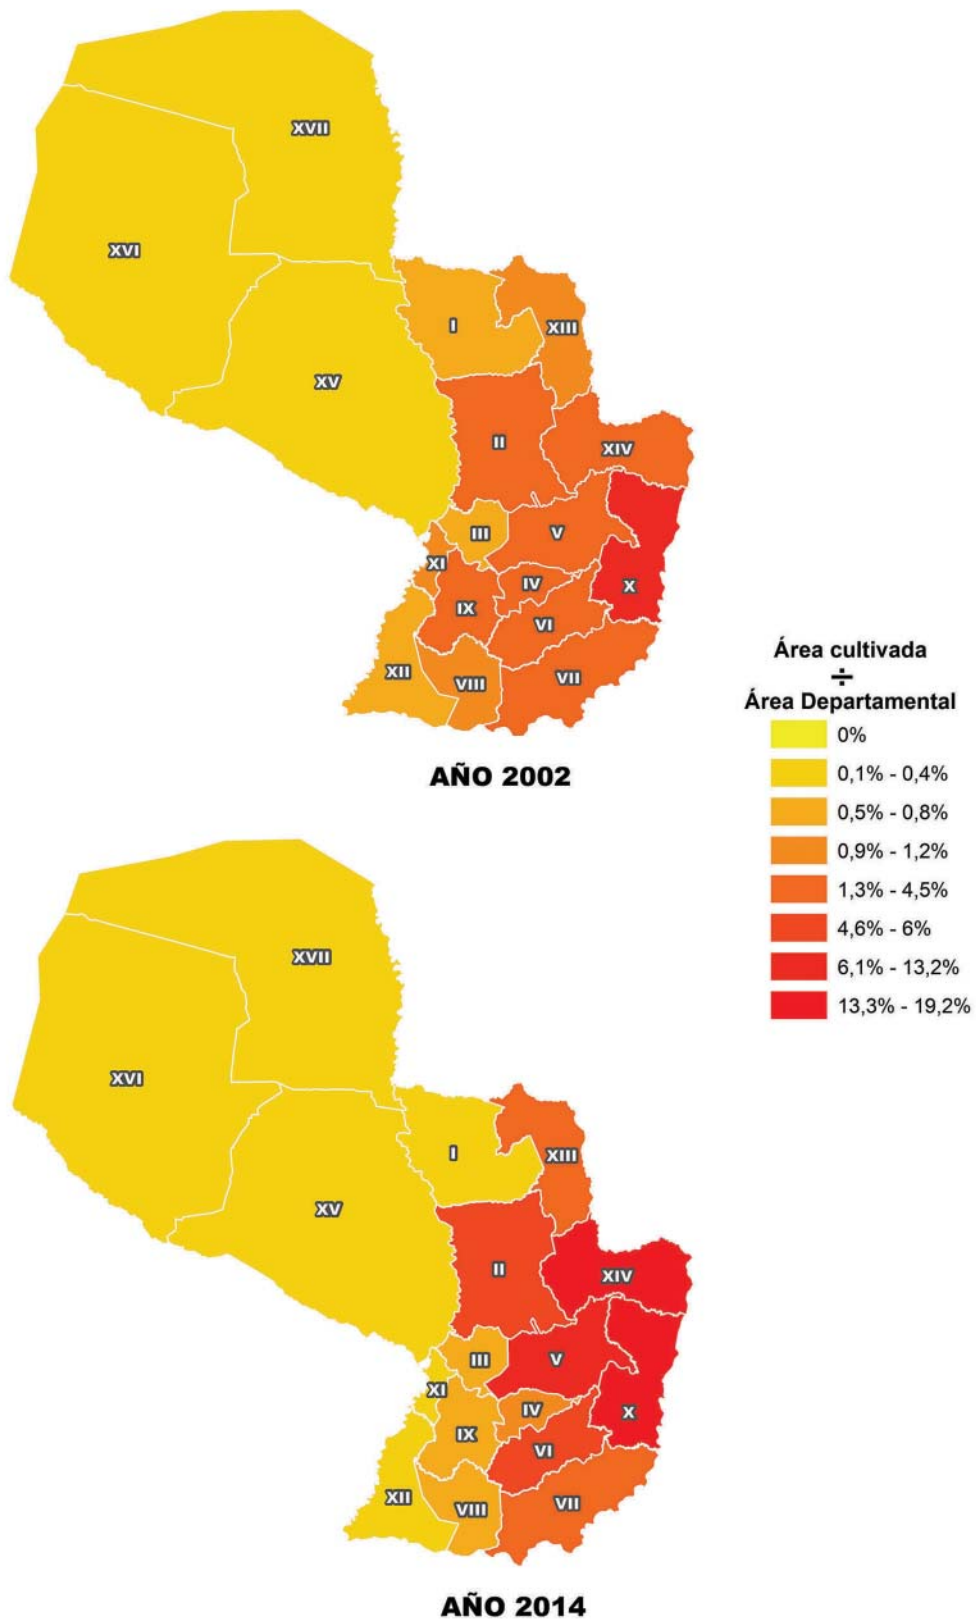 XVII
XVI
I
XIII
XV
II
XIV
III
V
XI
IV
X
IX
VI
XII
VIII
VII
AÑO 2002
Área cultivada
÷
Área Departamental
0%
0,1% - 0,4%
0,5% - 0,8%
0,9% - 1,2%
1,3% - 4,5%
4,6% - 6%
6,1% - 13,2%
13,3% - 19,2%
XVII
XVI
I
XIII
XV
II
XIV
III
V
XI
IV
X
IX
VI
XII
VIII
VII
AÑO 2014